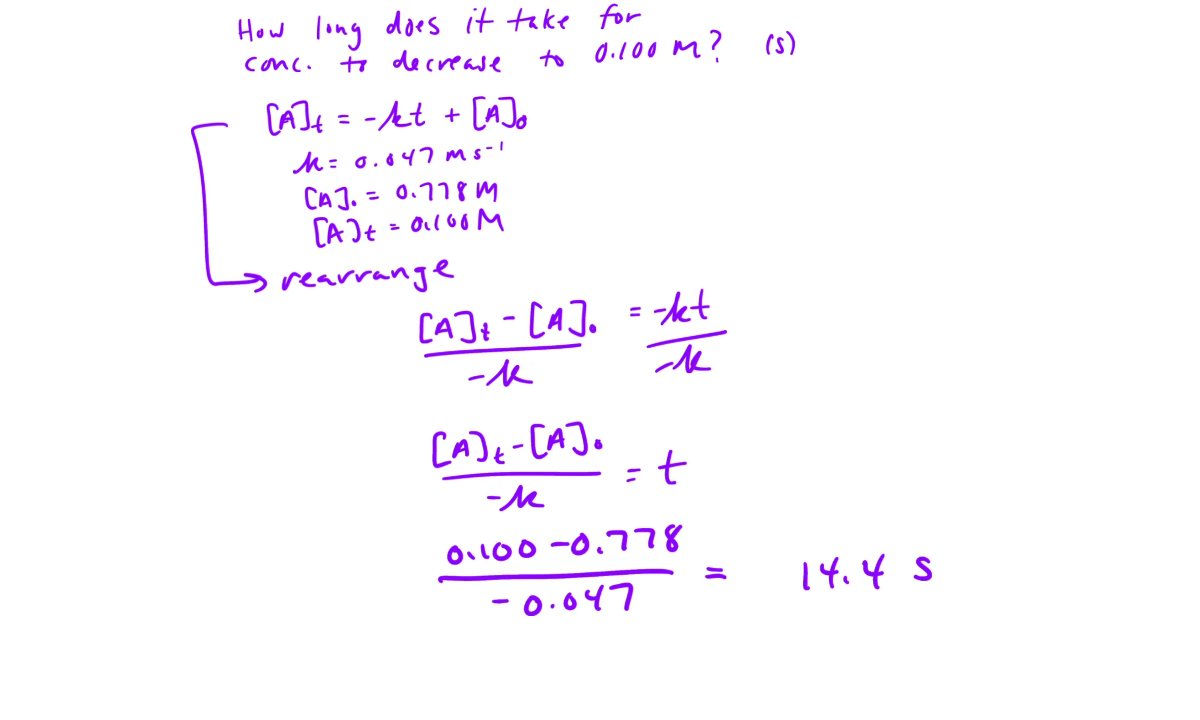 How long does it take for
conc. to decrease to 0.100 M? (s)
[A]t = -kt + [A]₀
k = 0.047 M s⁻¹
[A]₀ = 0.778 M
[A]t = 0.100 M
→ rearrange
[A]t - [A]₀ = -kt
-k -k
[A]t - [A]₀ = t
-k
0.100 - 0.778 = 14.4 s
-0.047